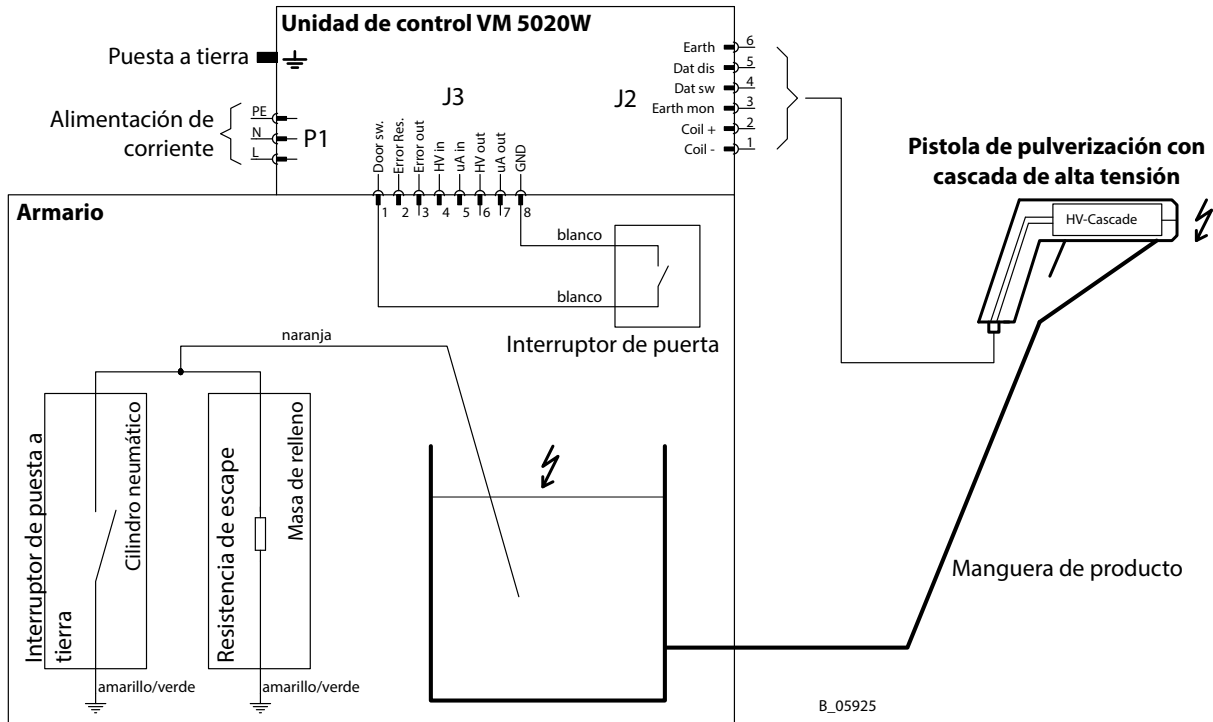 Unidad de control VM 5020W
Puesta a tierra
Alimentación de
corriente
PE
N
L
P1
J3
Door sw.
Error Res.
Error out
HV in
uA in
HV out
uA out
GND
1
2
3
4
5
6
7
8
J2
Earth
6
Dat dis
5
Dat sw
4
Earth mon
3
Coil +
2
Coil -
1
Pistola de pulverización con
cascada de alta tensión
HV-Cascade
Armario
blanco
blanco
Interruptor de puerta
naranja
Interruptor de puesta a
tierra
Cilindro neumático
Resistencia de escape
Masa de relleno
amarillo/verde
amarillo/verde
Manguera de producto
B_05925